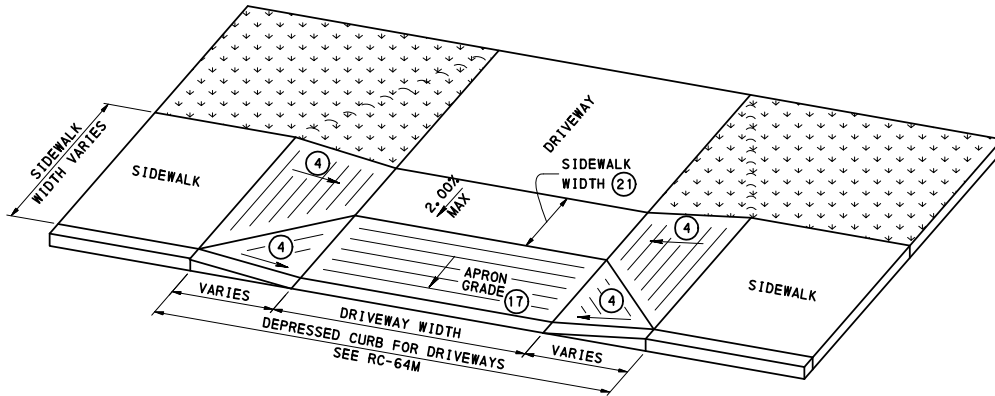 DRIVEWAY
SIDEWALK
WIDTH VARIES
SIDEWALK
4
SIDEWALK
WIDTH 21
2.00%
MAX
4
4
APRON
GRADE 17
4
SIDEWALK
VARIES
DRIVEWAY WIDTH
VARIES
DEPRESSED CURB FOR DRIVEWAYS
SEE RC-64M